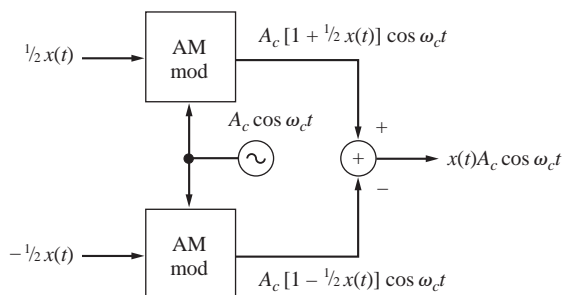 ½ x(t)
AM
mod
A_c [1 + ½ x(t)] cos ω_c t
A_c cos ω_c t
+
+
x(t)A_c cos ω_c t
−
−½ x(t)
AM
mod
A_c [1 − ½ x(t)] cos ω_c t